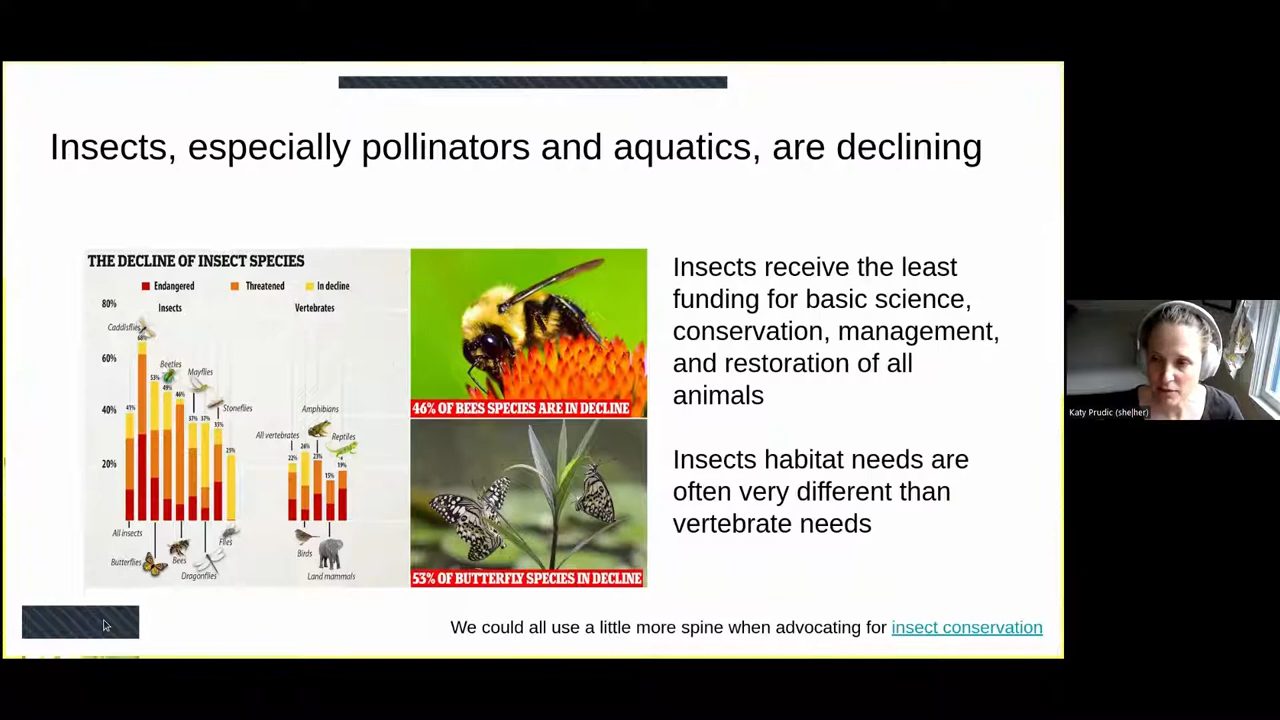 Insects, especially pollinators and aquatics, are declining
THE DECLINE OF INSECT SPECIES
Endangered
Threatened
In decline
Insects
Vertebrates
80%
60%
40%
20%
Caddisflies
Beetles
Mayflies
Stoneflies
41%
68%
53%
49%
46%
37%
37%
35%
25%
All insects
Butterflies
Bees
Dragonflies
Flies
Amphibians
All vertebrates
Reptiles
22%
26%
23%
15%
19%
Birds
Land mammals
46% OF BEES SPECIES ARE IN DECLINE
53% OF BUTTERFLY SPECIES IN DECLINE
Insects receive the least
funding for basic science,
conservation, management,
and restoration of all
animals
Insects habitat needs are
often very different than
vertebrate needs
We could all use a little more spine when advocating for insect conservation
Katy Prudic (she|her)